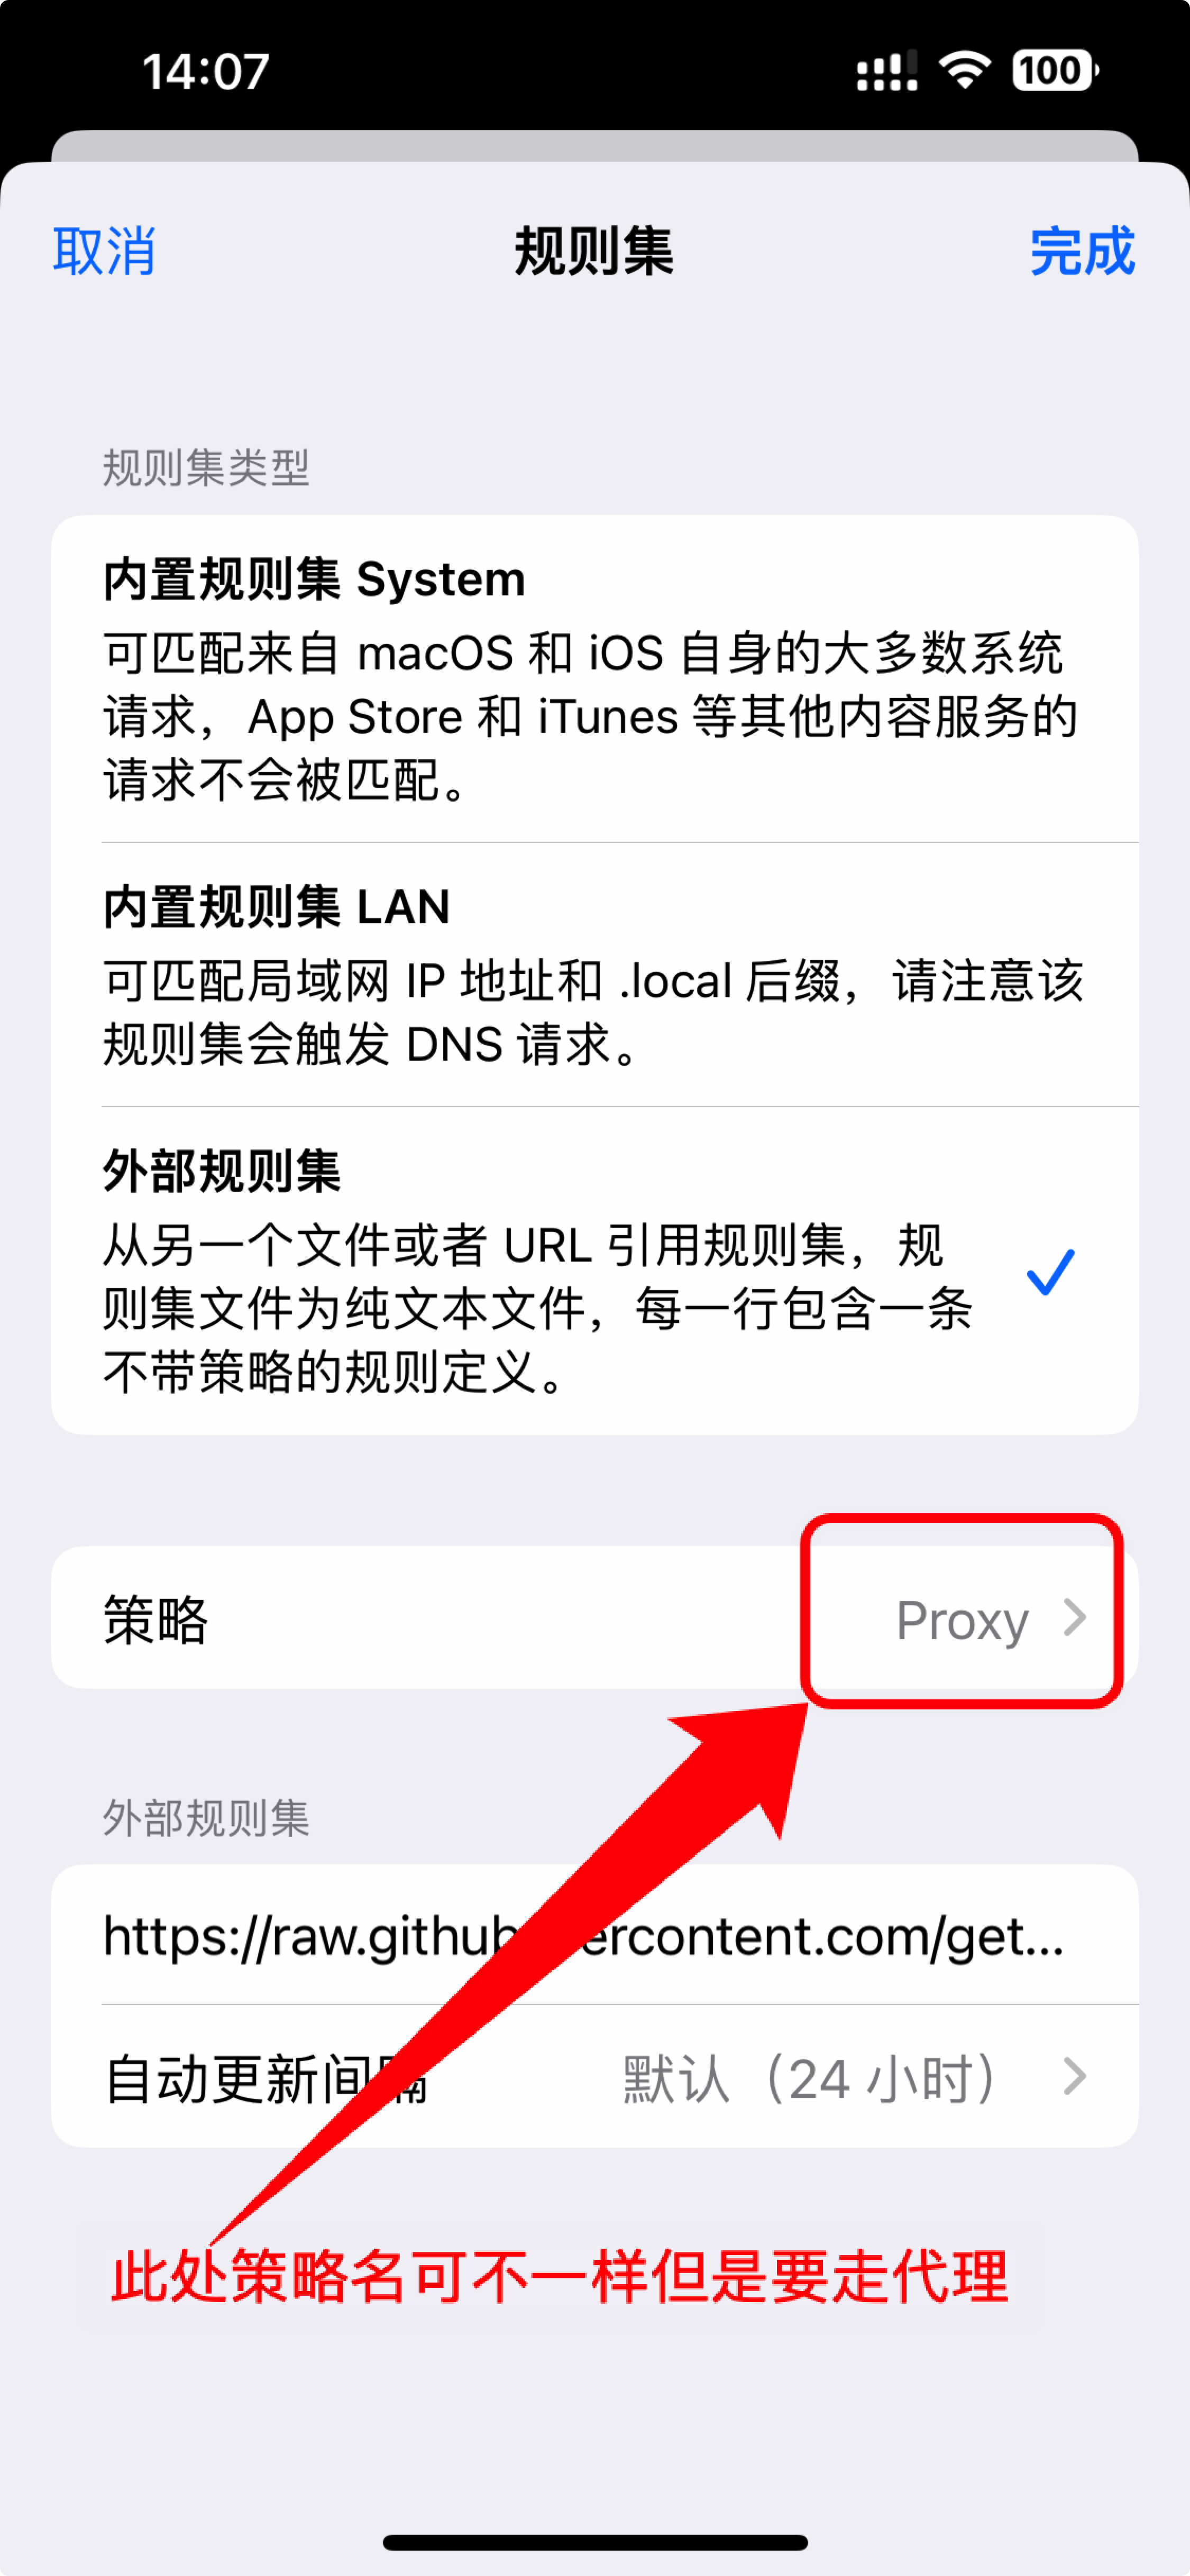 14:07
100
取消
规则集
完成
规则集类型
内置规则集 System
可匹配来自 macOS 和 iOS 自身的大多数系统
请求，App Store 和 iTunes 等其他内容服务的
请求不会被匹配。
内置规则集 LAN
可匹配局域网 IP 地址和 .local 后缀，请注意该
规则集会触发 DNS 请求。
外部规则集
从另一个文件或者 URL 引用规则集，规
则集文件为纯文本文件，每一行包含一条
不带策略的规则定义。
策略
Proxy
外部规则集
https://raw.githubusercontent.com/get...
自动更新间隔
默认（24 小时）
此处策略名可不一样但是要走代理